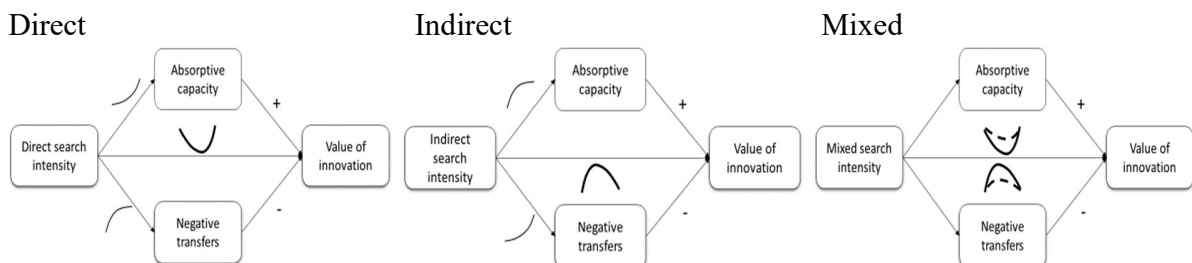 Direct
Absorptive
capacity
+
Direct search
intensity
Value of
innovation
-
Negative
transfers
Indirect
Absorptive
capacity
+
Indirect
search
intensity
Value of
innovation
-
Negative
transfers
Mixed
Absorptive
capacity
+
Mixed search
intensity
Value of
innovation
-
Negative
transfers